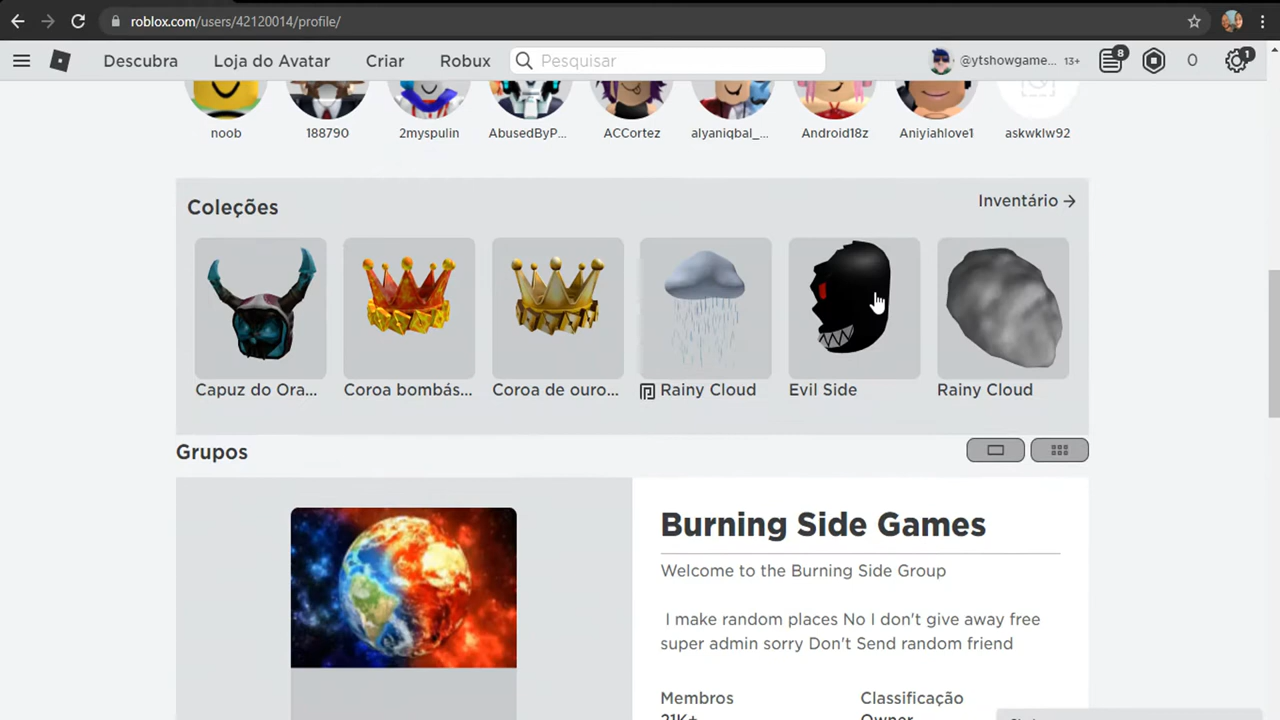 roblox.com/users/42120014/profile/
Descubra
Loja do Avatar
Criar
Robux
Pesquisar
@ytshowgame...
13+
8
0
1
noob
188790
2myspulin
AbusedByP...
ACCortez
alyaniqbal_...
Android18z
Aniyiahlove1
askwklw92
Coleções
Inventário
Capuz do Ora...
Coroa bombás...
Coroa de ouro...
Rainy Cloud
Evil Side
Rainy Cloud
Grupos
Burning Side Games
Welcome to the Burning Side Group
I make random places No I don't give away free
super admin sorry Don't Send random friend
Membros
Classificação
21K+
Owner